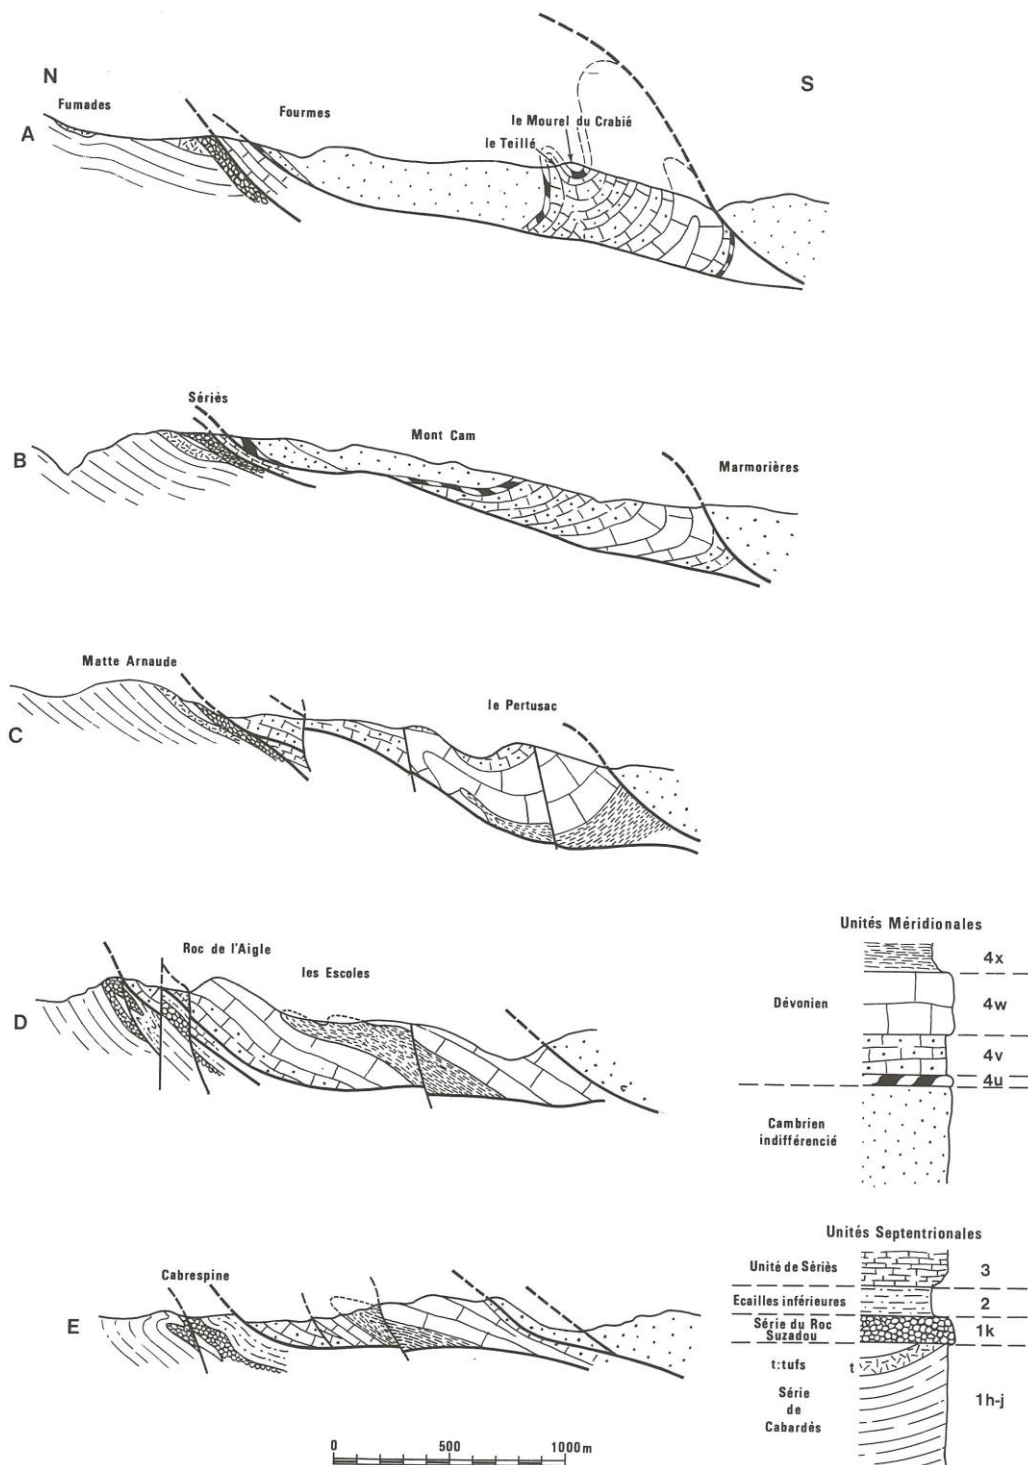 N
S
Fumades
Fourmes
le Mourel du Crabié
le Teillé
A
Sériès
Mont Cam
Marmorières
B
Matte Arnaude
le Pertusac
C
Roc de l'Aigle
les Escoles
D
Cabrespine
E
0 500 1000m
Unités Méridionales
4x
Dévonien
4w
4v
4u
Cambrien
indifférencié
Unités Septentrionales
Unité de Sériès
3
Ecailles inférieures
2
Série du Roc
Suzadou
1k
t:tufs
t
Série
de
Cabardès
1h-j